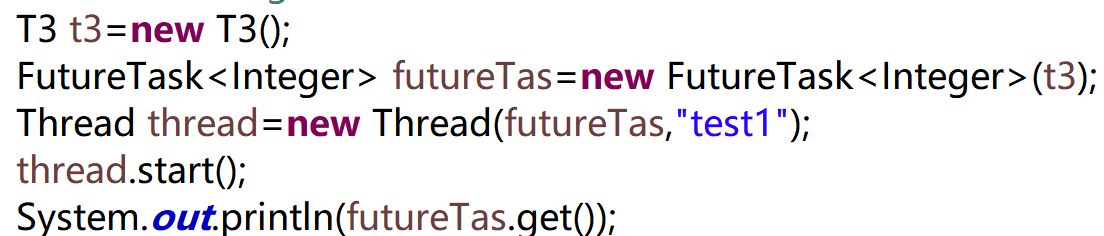 T3 t3=new T3();
FutureTask<Integer> futureTas=new FutureTask<Integer>(t3);
Thread thread=new Thread(futureTas,"test1");
thread.start();
System.out.println(futureTas.get());